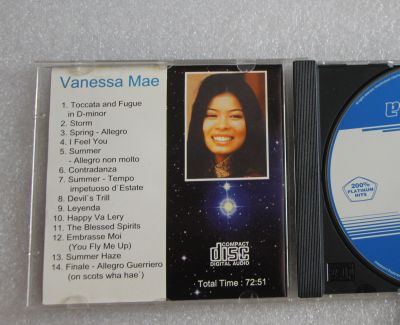 Vanessa Mae
1. Toccata and Fugue
in D-minor
2. Storm
3. Spring - Allegro
4. I Feel You
5. Summer
- Allegro non molto
6. Contradanza
7. Summer - Tempo
impetuoso d´Estate
8. Devil`s Trill
9. Leyenda
10. Happy Va Lery
11. The Blessed Spirits
12. Embrasse Moi
(You Fly Me Up)
13. Summer Haze
14. Finale - Allegro Guerriero
(on scots wha hae`)
COMPACT
disc
DIGITAL AUDIO
Total Time : 72:51
200%
PLATINUM
HITS